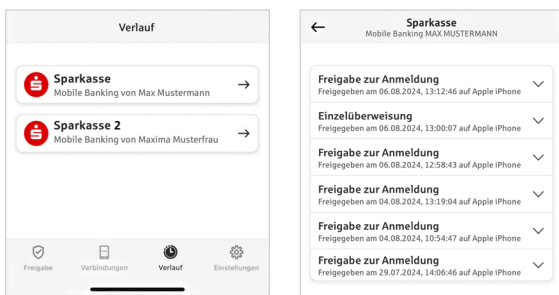 Verlauf
Sparkasse
Mobile Banking von Max Mustermann
Sparkasse 2
Mobile Banking von Maxima Musterfrau
Freigabe
Verbindungen
Verlauf
Einstellungen
Sparkasse
Mobile Banking MAX MUSTERMANN
Freigabe zur Anmeldung
Freigegeben am 06.08.2024, 13:12:46 auf Apple iPhone
Einzelüberweisung
Freigegeben am 06.08.2024, 13:00:07 auf Apple iPhone
Freigabe zur Anmeldung
Freigegeben am 06.08.2024, 12:58:43 auf Apple iPhone
Freigabe zur Anmeldung
Freigegeben am 04.08.2024, 13:19:04 auf Apple iPhone
Freigabe zur Anmeldung
Freigegeben am 04.08.2024, 10:54:47 auf Apple iPhone
Freigabe zur Anmeldung
Freigegeben am 29.07.2024, 14:06:46 auf Apple iPhone